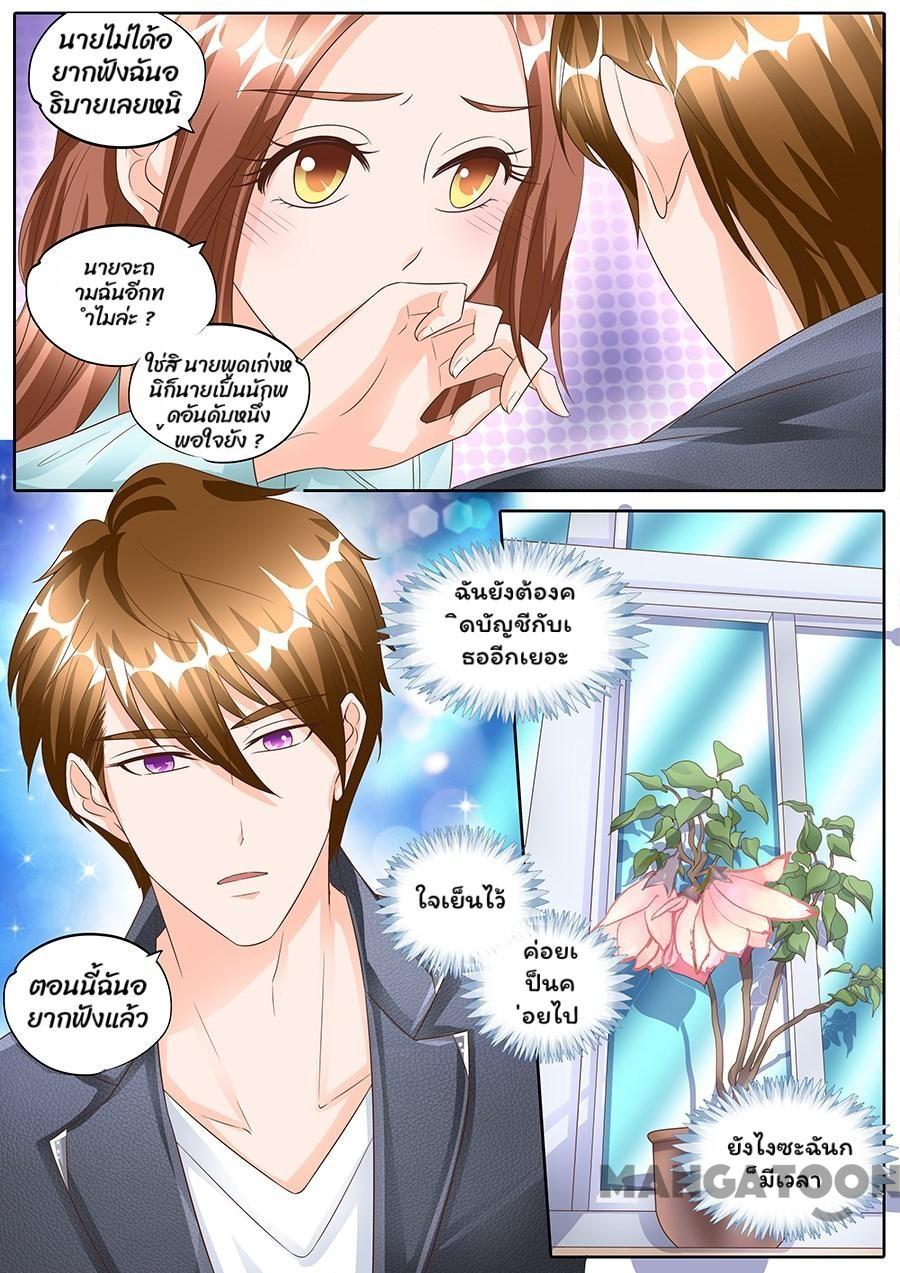 นายไม่ได้อ
ยากฟังฉันอ
ธิบายเลยหนิ
นายจะถ
ามฉันอีกท
ำไมล่ะ ?
ใช่สิ นายพูดเก่งห
นิก็นายเป็นนักพ
ูดอันดับหนึ่ง
พอใจยัง ?
ฉันยังต้องค
ิดบัญชีกับเ
ธออีกเยอะ
ใจเย็นไว้
ค่อยเ
ป็นค
่อยไป
ตอนนี้ฉันอ
ยากฟังแล้ว
ยังไงซะฉันก
็มีเวลา
MANGATOON